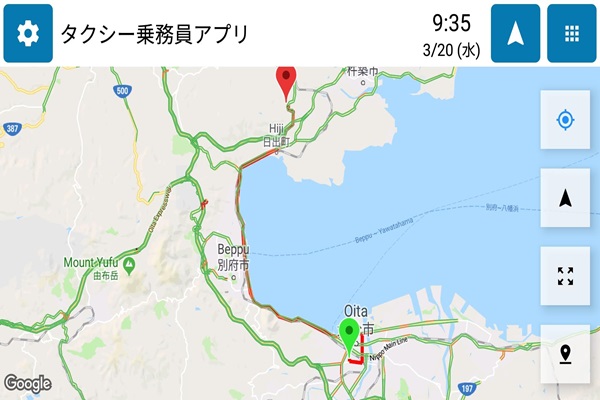 タクシー乗務員アプリ
9:35
3/20 (水)
杵築市
500
387
Hiji
日出町
Oita Expressway
別府-八幡浜
Beppu - Yawatahama
Beppu
別府市
Mount Yufu
由布岳
Oita
市
Nippo Main Line
197
Google